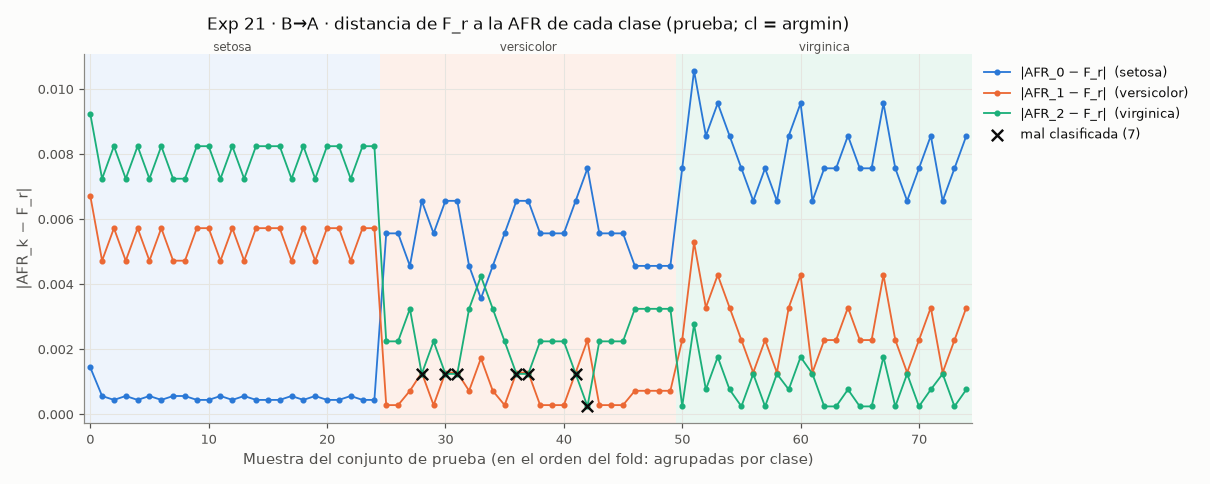 Exp 21 · B→A · distancia de F_r a la AFR de cada clase (prueba; cl = argmin)
setosa
versicolor
virginica
|AFR_k − F_r|
0.010
0.008
0.006
0.004
0.002
0.000
0
10
20
30
40
50
60
70
Muestra del conjunto de prueba (en el orden del fold: agrupadas por clase)
|AFR_0 − F_r| (setosa)
|AFR_1 − F_r| (versicolor)
|AFR_2 − F_r| (virginica)
mal clasificada (7)